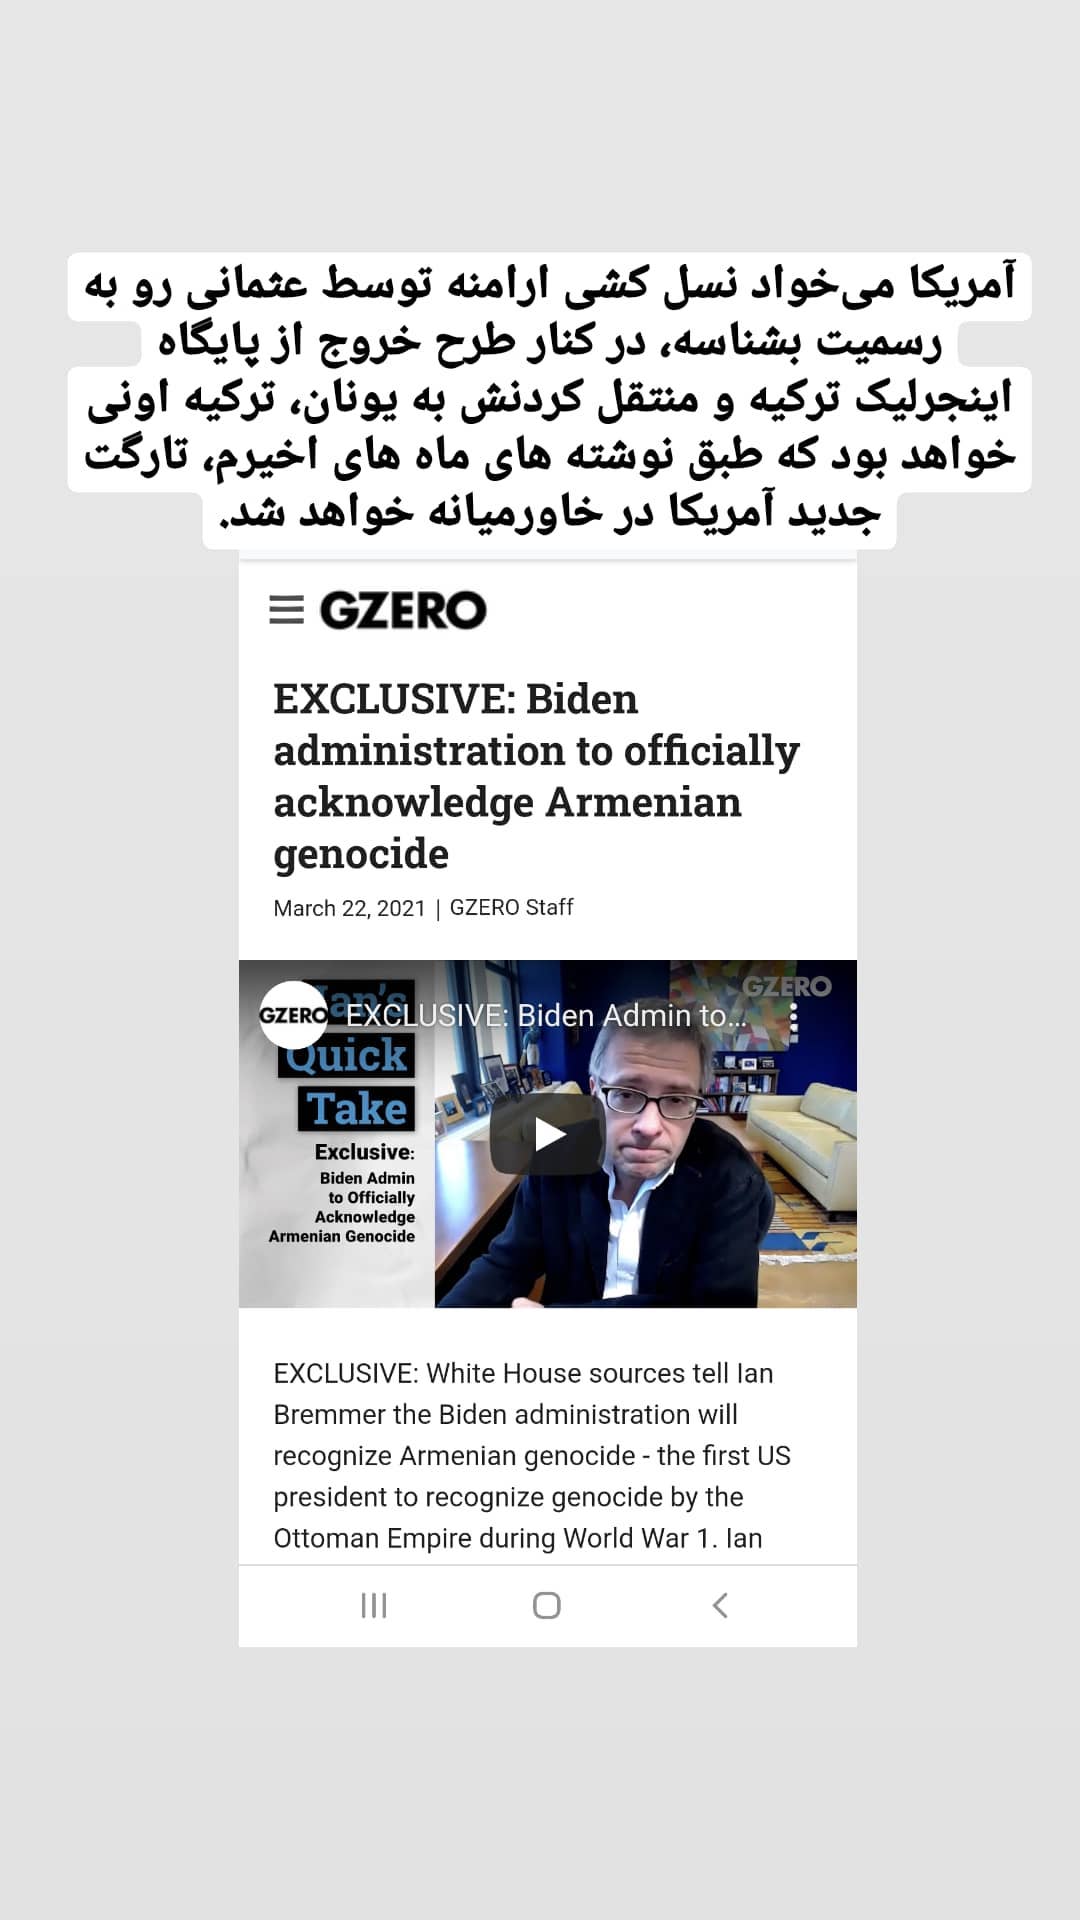 آمریکا می‌خواد نسل کشی ارامنه توسط عثمانی رو به
رسمیت بشناسه، در کنار طرح خروج از پایگاه
اینجرلیک ترکیه و منتقل کردنش به یونان، ترکیه اونی
خواهد بود که طبق نوشته های ماه های اخیرم، تارگت
جدید آمریکا در خاورمیانه خواهد شد.
GZERO
EXCLUSIVE: Biden
administration to officially
acknowledge Armenian
genocide
March 22, 2021 | GZERO Staff
GZERO
GZERO
EXCLUSIVE: Biden Admin to...
Ian's
Quick
Take
Exclusive:
Biden Admin
to Officially
Acknowledge
Armenian Genocide
EXCLUSIVE: White House sources tell Ian
Bremmer the Biden administration will
recognize Armenian genocide - the first US
president to recognize genocide by the
Ottoman Empire during World War 1. Ian